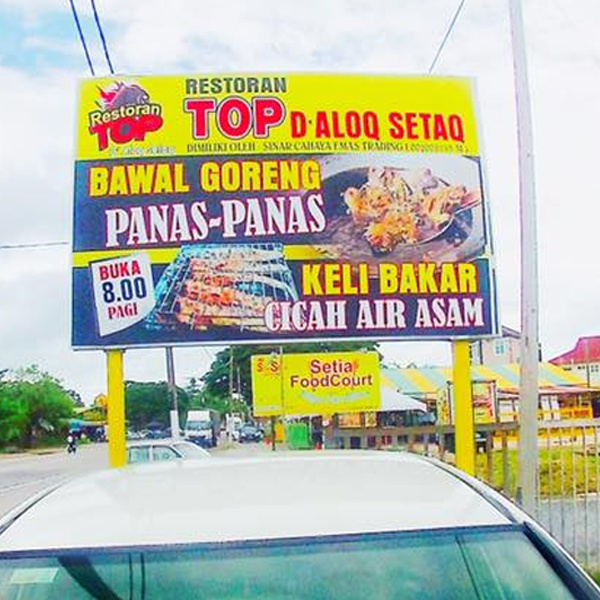 Restoran
TOP
RESTORAN
TOP D'ALOQ SETAQ
DIMILIKI OLEH : SINAR CAHAYA EMAS TRADING
BAWAL GORENG
PANAS-PANAS
BUKA
8.00
PAGI
KELI BAKAR
CICAH AIR ASAM
Setia
FoodCourt